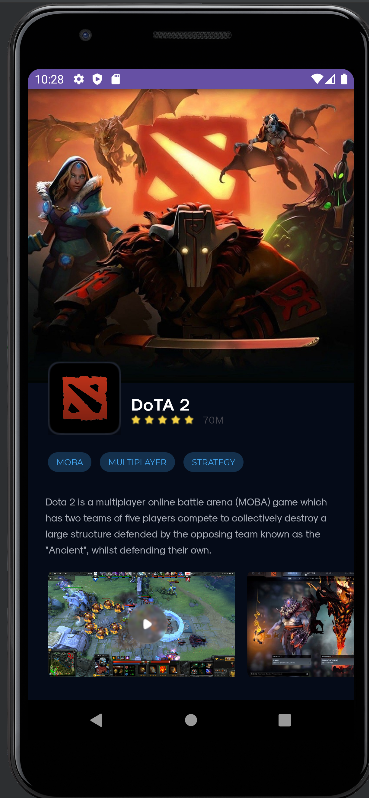 10:28
DoTA 2
70M
MOBA MULTIPLAYER STRATEGY
Dota 2 is a multiplayer online battle arena (MOBA) game which
has two teams of five players compete to collectively destroy a
large structure defended by the opposing team known as the
"Ancient", whilst defending their own.